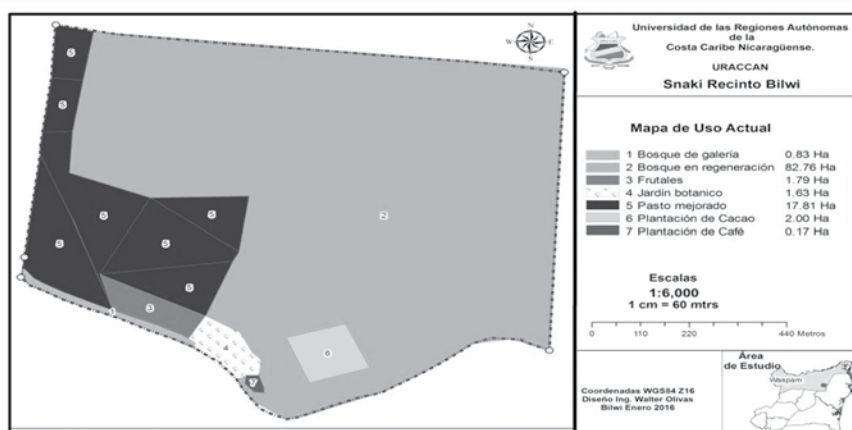 N
W E
S
5
5
5
5
5
5
5
2
1
3
4
6
7
Universidad de las Regiones Autónomas
de la
Costa Caribe Nicaragüense.
URACCAN
Snaki Recinto Bilwi
Mapa de Uso Actual
1 Bosque de galería 0.83 Ha
2 Bosque en regeneración 82.76 Ha
3 Frutales 1.79 Ha
4 Jardín botanico 1.63 Ha
5 Pasto mejorado 17.81 Ha
6 Plantación de Cacao 2.00 Ha
7 Plantación de Café 0.17 Ha
Escalas
1:6,000
1 cm = 60 mtrs
0 110 220 440 Metros
Coordenadas WGS84 Z16
Diseño Ing. Walter Olivas
Bilwi Enero 2016
Área
de Estudio
Waspam